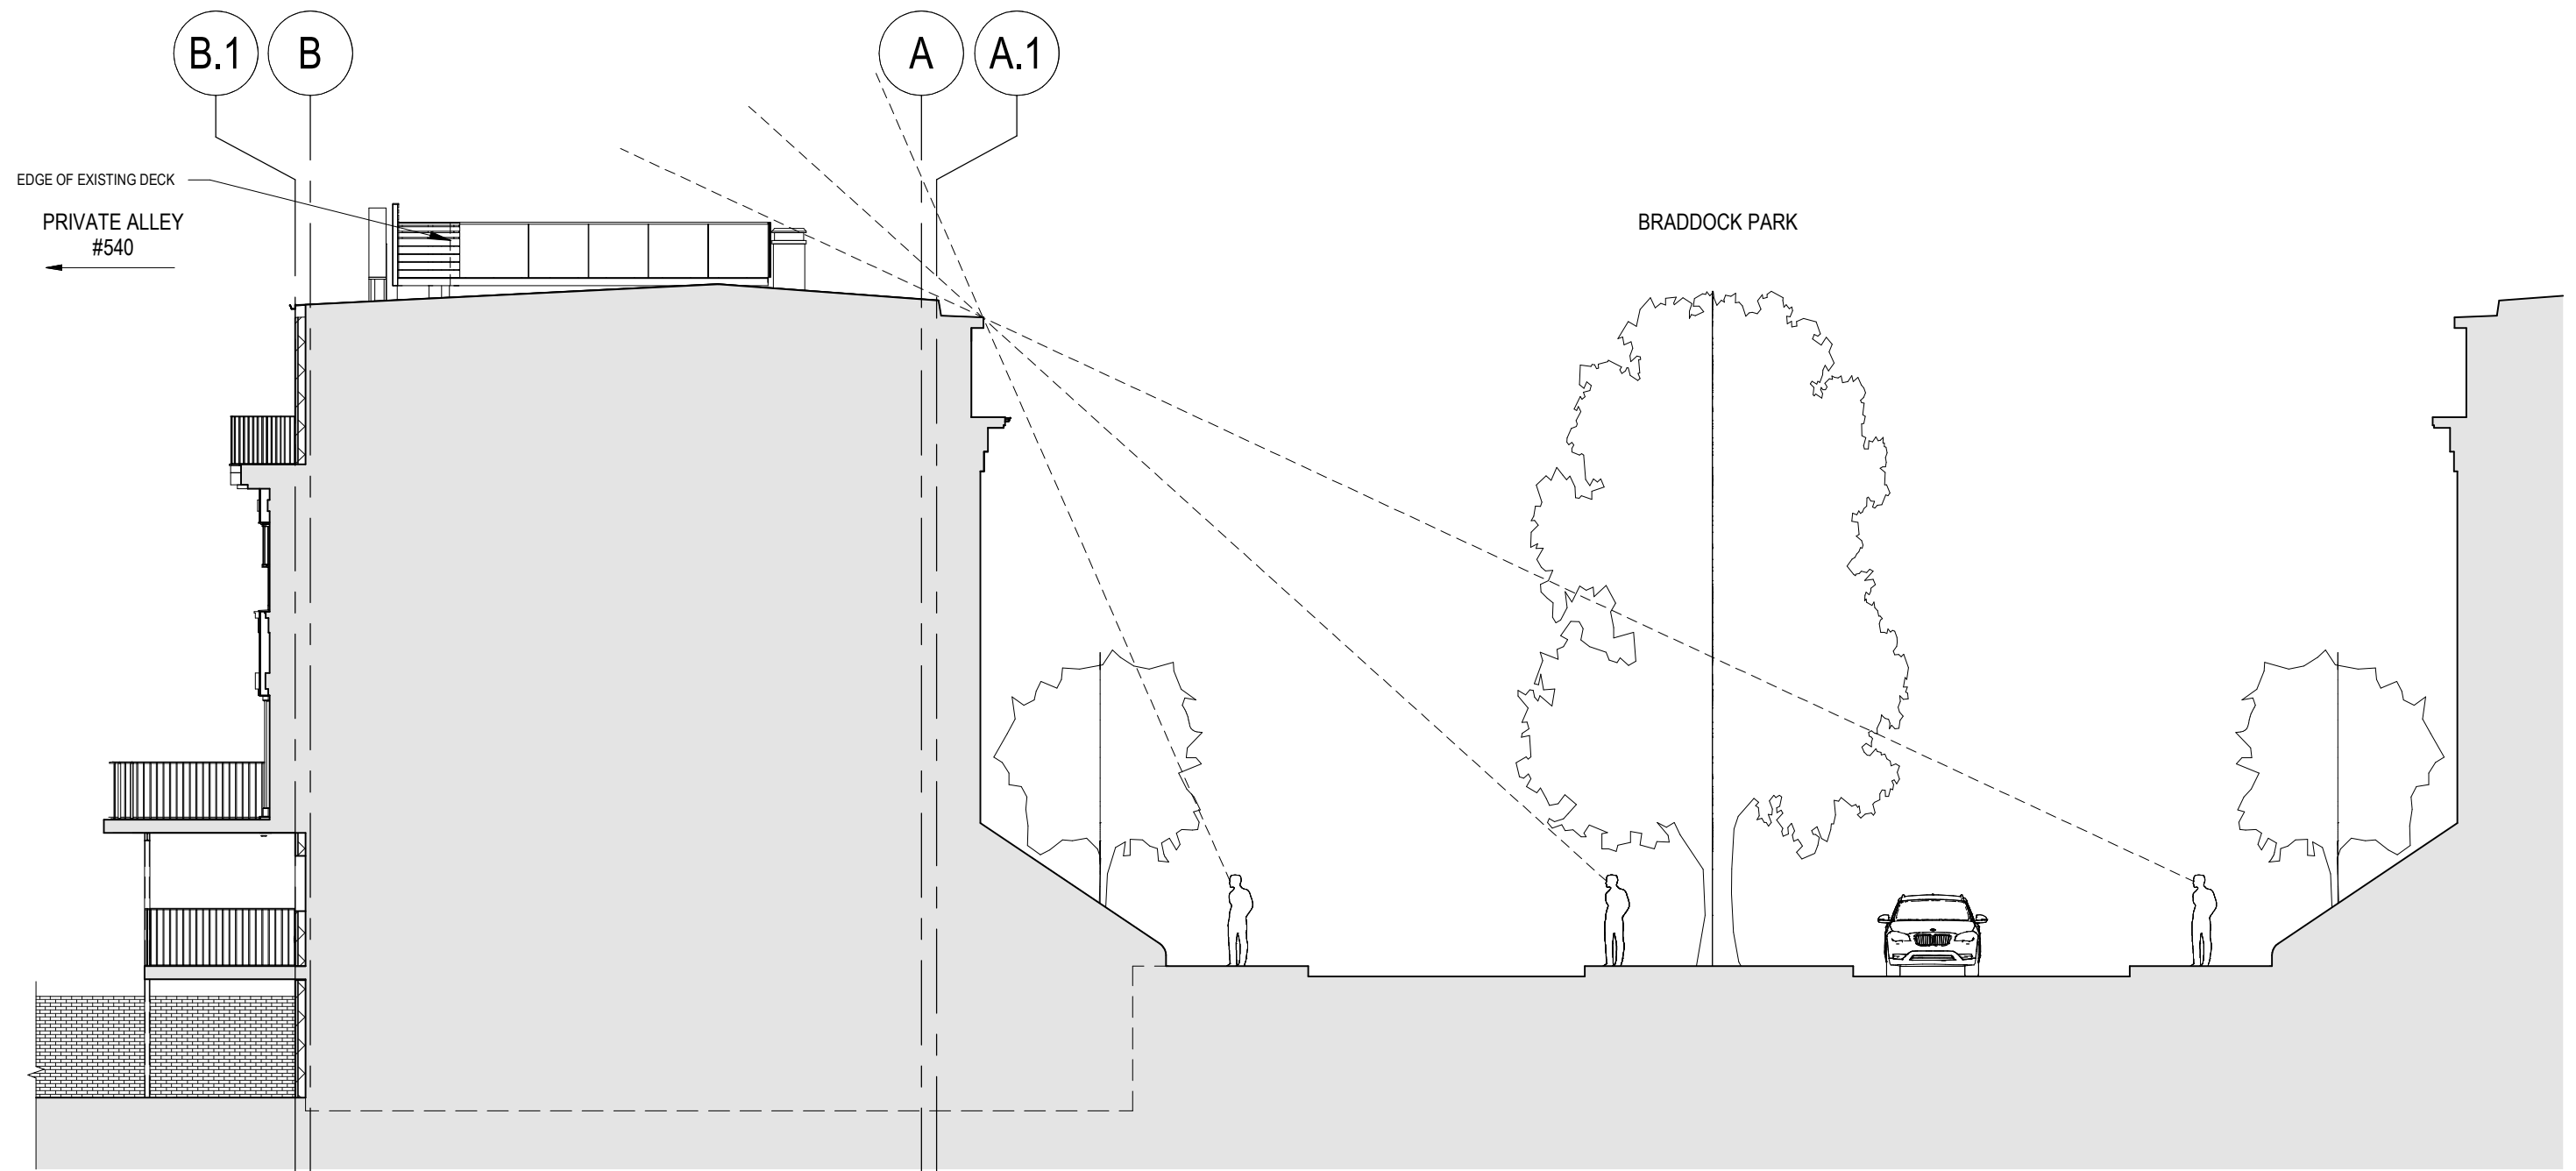 B.1
B
A
A.1
EDGE OF EXISTING DECK
PRIVATE ALLEY
#540
BRADDOCK PARK